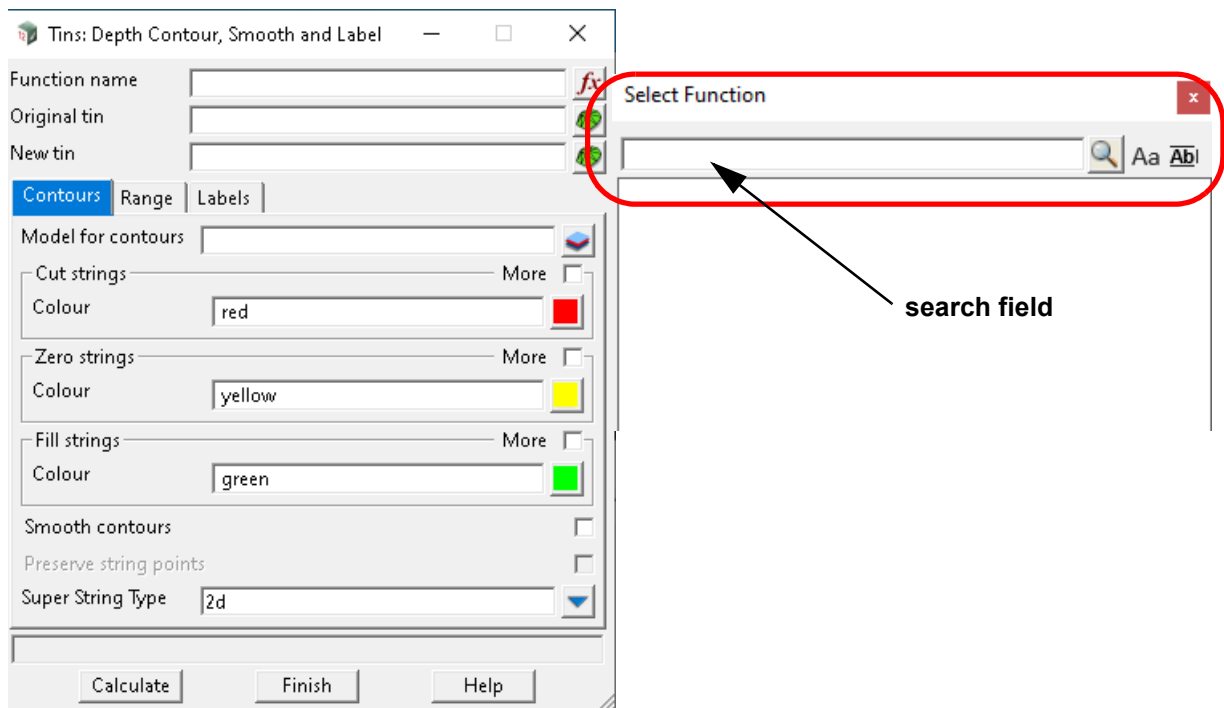 Tins: Depth Contour, Smooth and Label
Function name
fx
Original tin
New tin
Contours Range Labels
Model for contours
Cut strings More
Colour red
Zero strings More
Colour yellow
Fill strings More
Colour green
Smooth contours
Preserve string points
Super String Type 2d
Calculate Finish Help
Select Function
x
Aa Ab
search field